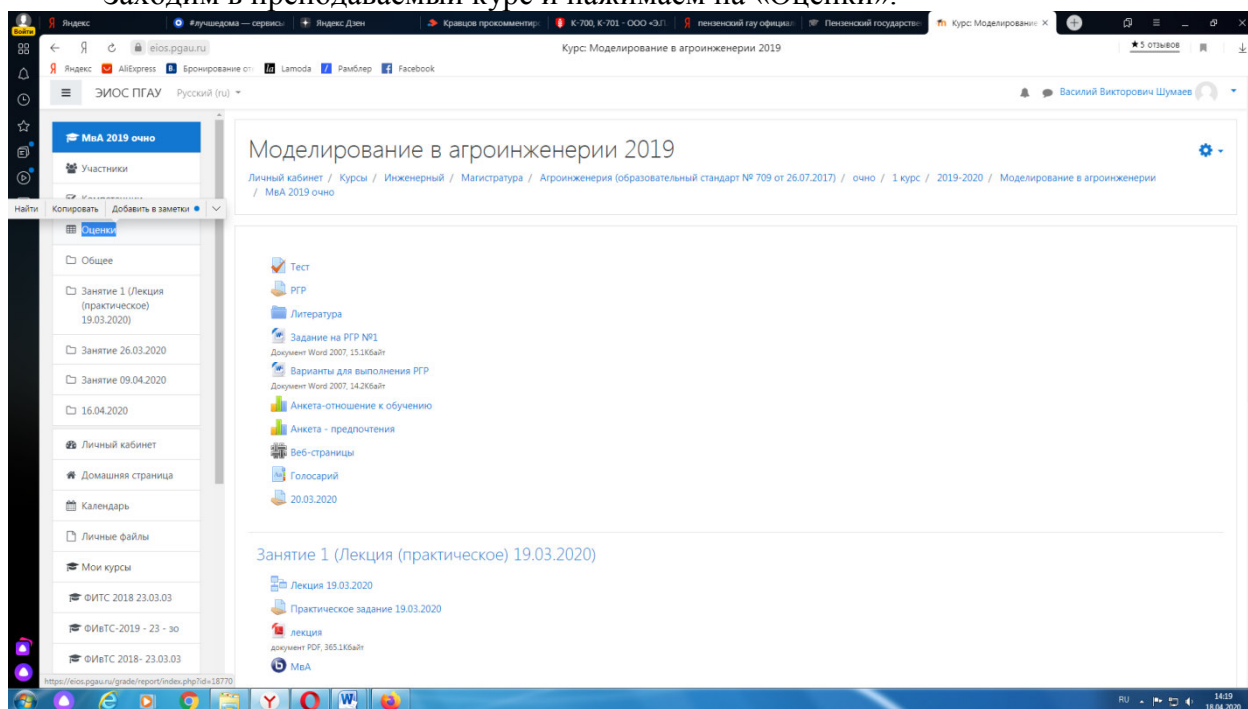 Заходим в преподаваемый курс и нажимаем на «Оценки».
Войти
Яндекс
#лучшедома — сервисы
Яндекс.Дзен
Кравцов прокомментир
К-700, К-701 - ООО «ЭЛ
пензенский гау официал
Пензенский государстве
Курс: Моделирование
eios.pgau.ru
Курс: Моделирование в агроинженерии 2019
★ 5 отзывов
Яндекс
AliExpress
Бронирование от
Lamoda
Рамблер
Facebook
ЭИОС ПГАУ
Русский (ru)
Василий Викторович Шумаев
МвА 2019 очно
Участники
Компетенции
Найти
Копировать
Добавить в заметки
Оценки
Общее
Занятие 1 (Лекция
(практическое)
19.03.2020)
Занятие 26.03.2020
Занятие 09.04.2020
16.04.2020
Личный кабинет
Домашняя страница
Календарь
Личные файлы
Мои курсы
ФИТС 2018 23.03.03
ФИвТС-2019 - 23 - зо
ФИвТС 2018- 23.03.03
Моделирование в агроинженерии 2019
Личный кабинет / Курсы / Инженерный / Магистратура / Агроинженерия (образовательный стандарт № 709 от 26.07.2017) / очно / 1 курс / 2019-2020 / Моделирование в агроинженерии
/ МвА 2019 очно
Тест
РГР
Литература
Задание на РГР №1
Документ Word 2007, 15.1Кбайт
Варианты для выполнения РГР
Документ Word 2007, 14.2Кбайт
Анкета-отношение к обучению
Анкета - предпочтения
Веб-страницы
Голосарий
20.03.2020
Занятие 1 (Лекция (практическое) 19.03.2020)
Лекция 19.03.2020
Практическое задание 19.03.2020
лекция
документ PDF, 365.1Кбайт
МвА
https://eios.pgau.ru/grade/report/index.php?id=18770
RU
14:19
18.04.2020